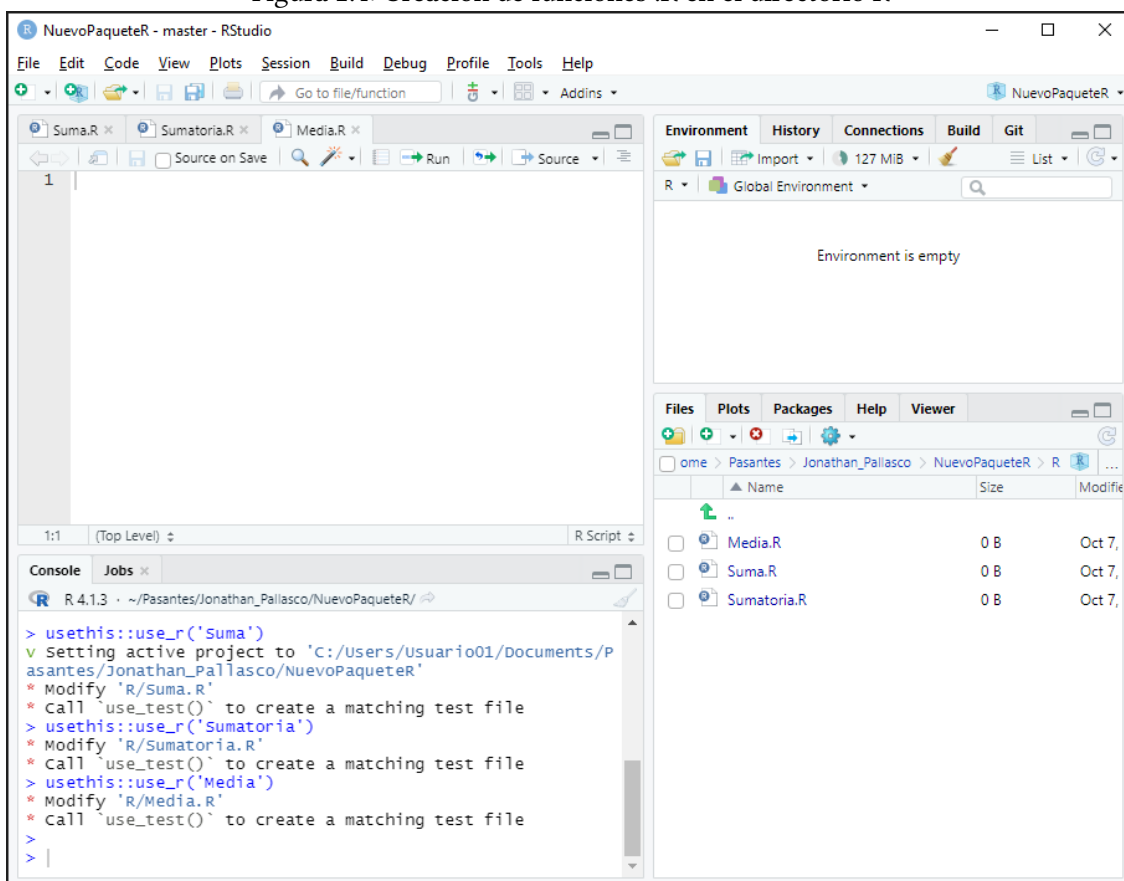 NuevoPaqueteR - master - RStudio
File Edit Code View Plots Session Build Debug Profile Tools Help
Go to file/function Addins NuevoPaqueteR
Suma.R Sumatoria.R Media.R
Source on Save Run Source
1
1:1 (Top Level) R Script
Console Jobs
R 4.1.3 · ~/Pasantes/Jonathan_Pallasco/NuevoPaqueteR/
> usethis::use_r('Suma')
v Setting active project to 'C:/Users/Usuario01/Documents/P
asantes/Jonathan_Pallasco/NuevoPaqueteR'
* Modify 'R/Suma.R'
* Call `use_test()` to create a matching test file
> usethis::use_r('Sumatoria')
* Modify 'R/Sumatoria.R'
* Call `use_test()` to create a matching test file
> usethis::use_r('Media')
* Modify 'R/Media.R'
* Call `use_test()` to create a matching test file
>
>
Environment History Connections Build Git
Import 127 MiB List
R Global Environment
Environment is empty
Files Plots Packages Help Viewer
ome > Pasantes > Jonathan_Pallasco > NuevoPaqueteR > R ...
Name Size Modifie
..
Media.R 0 B Oct 7,
Suma.R 0 B Oct 7,
Sumatoria.R 0 B Oct 7,